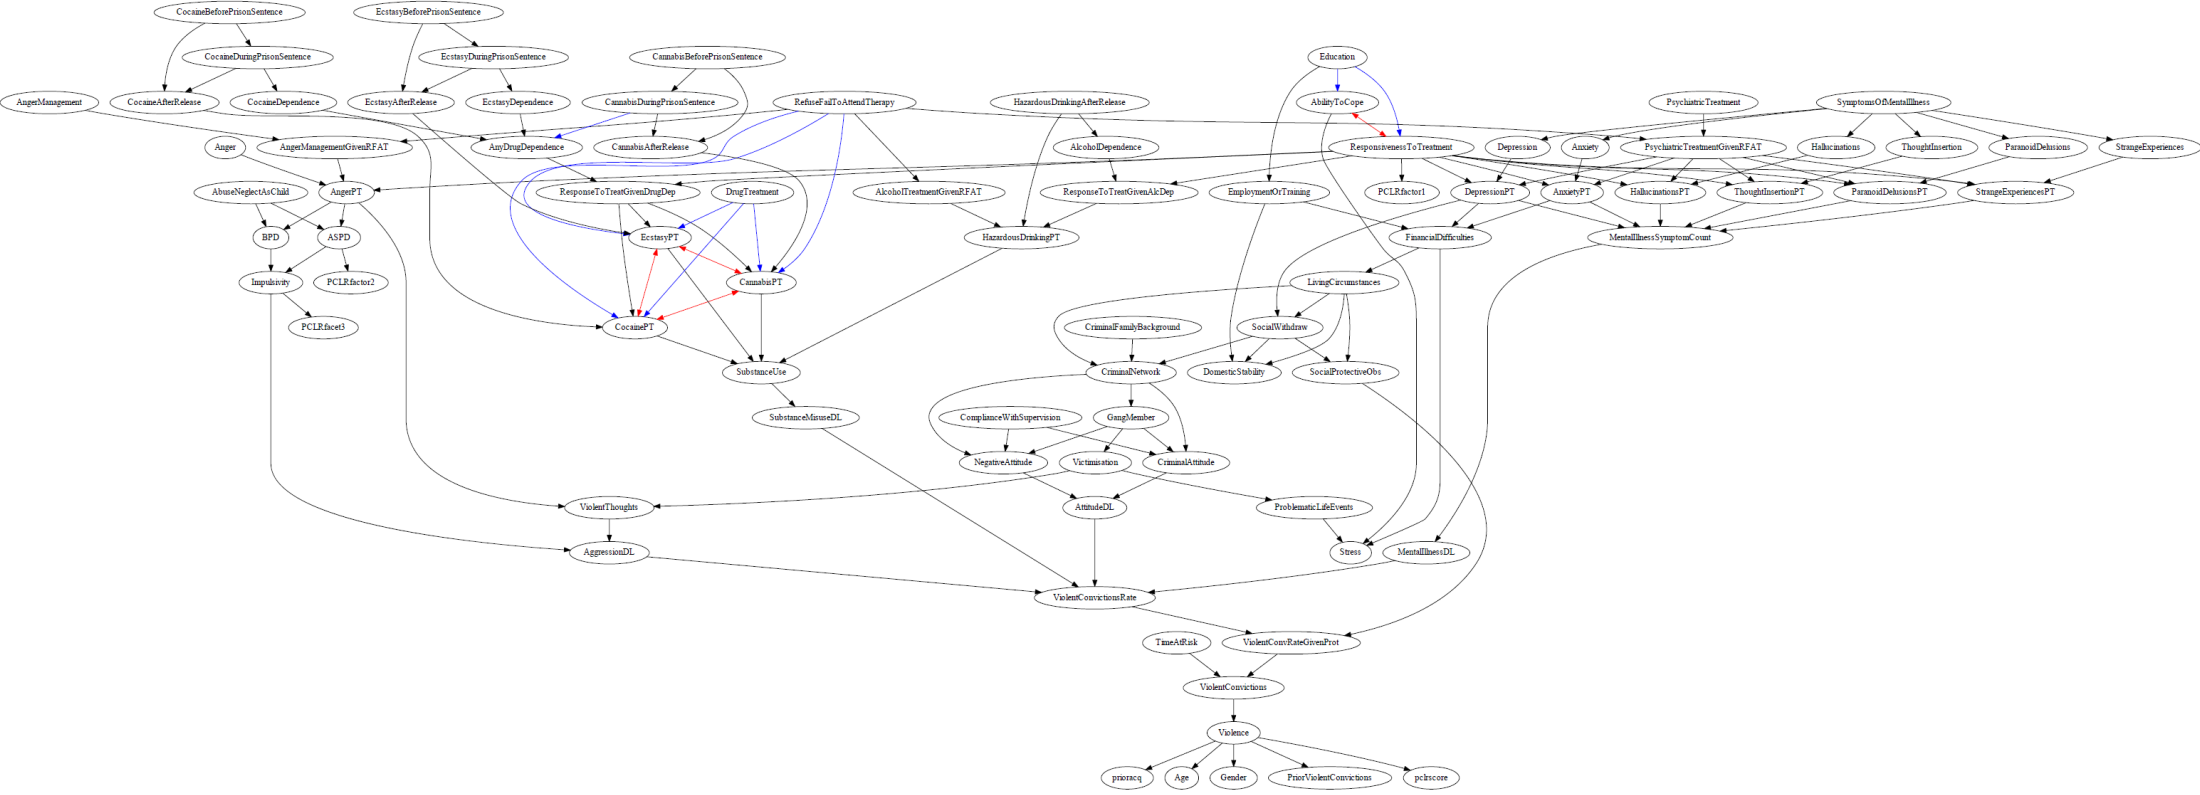 CocaineBeforePrisonSentence
EcstasyBeforePrisonSentence
CocaineDuringPrisonSentence
EcstasyDuringPrisonSentence
CannabisBeforePrisonSentence
Education
AngerManagement
CocaineAfterRelease
CocaineDependence
EcstasyAfterRelease
EcstasyDependence
CannabisDuringPrisonSentence
RefuseFailToAttendTherapy
HazardousDrinkingAfterRelease
AbilityToCope
PsychiatricTreatment
SymptomsOfMentalIllness
Anger
AngerManagementGivenRFAT
AnyDrugDependence
CannabisAfterRelease
AlcoholDependence
ResponsivenessToTreatment
Depression
Anxiety
PsychiatricTreatmentGivenRFAT
Hallucinations
ThoughtInsertion
ParanoidDelusions
StrangeExperiences
AbuseNeglectAsChild
AngerPT
ResponseToTreatGivenDrugDep
DrugTreatment
AlcoholTreatmentGivenRFAT
ResponseToTreatGivenAlcDep
EmploymentOrTraining
PCLRfactor1
DepressionPT
AnxietyPT
HallucinationsPT
ThoughtInsertionPT
ParanoidDelusionsPT
StrangeExperiencesPT
BPD
ASPD
EcstasyPT
HazardousDrinkingPT
FinancialDifficulties
MentalIllnessSymptomCount
Impulsivity
PCLRfactor2
CannabisPT
LivingCircumstances
PCLRfacet3
CocainePT
CriminalFamilyBackground
SocialWithdraw
SubstanceUse
CriminalNetwork
DomesticStability
SocialProtectiveObs
SubstanceMisuseDL
ComplianceWithSupervision
GangMember
NegativeAttitude
Victimisation
CriminalAttitude
ViolentThoughts
AttitudeDL
ProblematicLifeEvents
AggressionDL
Stress
MentalIllnessDL
ViolentConvictionsRate
TimeAtRisk
ViolentConvRateGivenProt
ViolentConvictions
Violence
prioracq
Age
Gender
PriorViolentConvictions
pclrscore